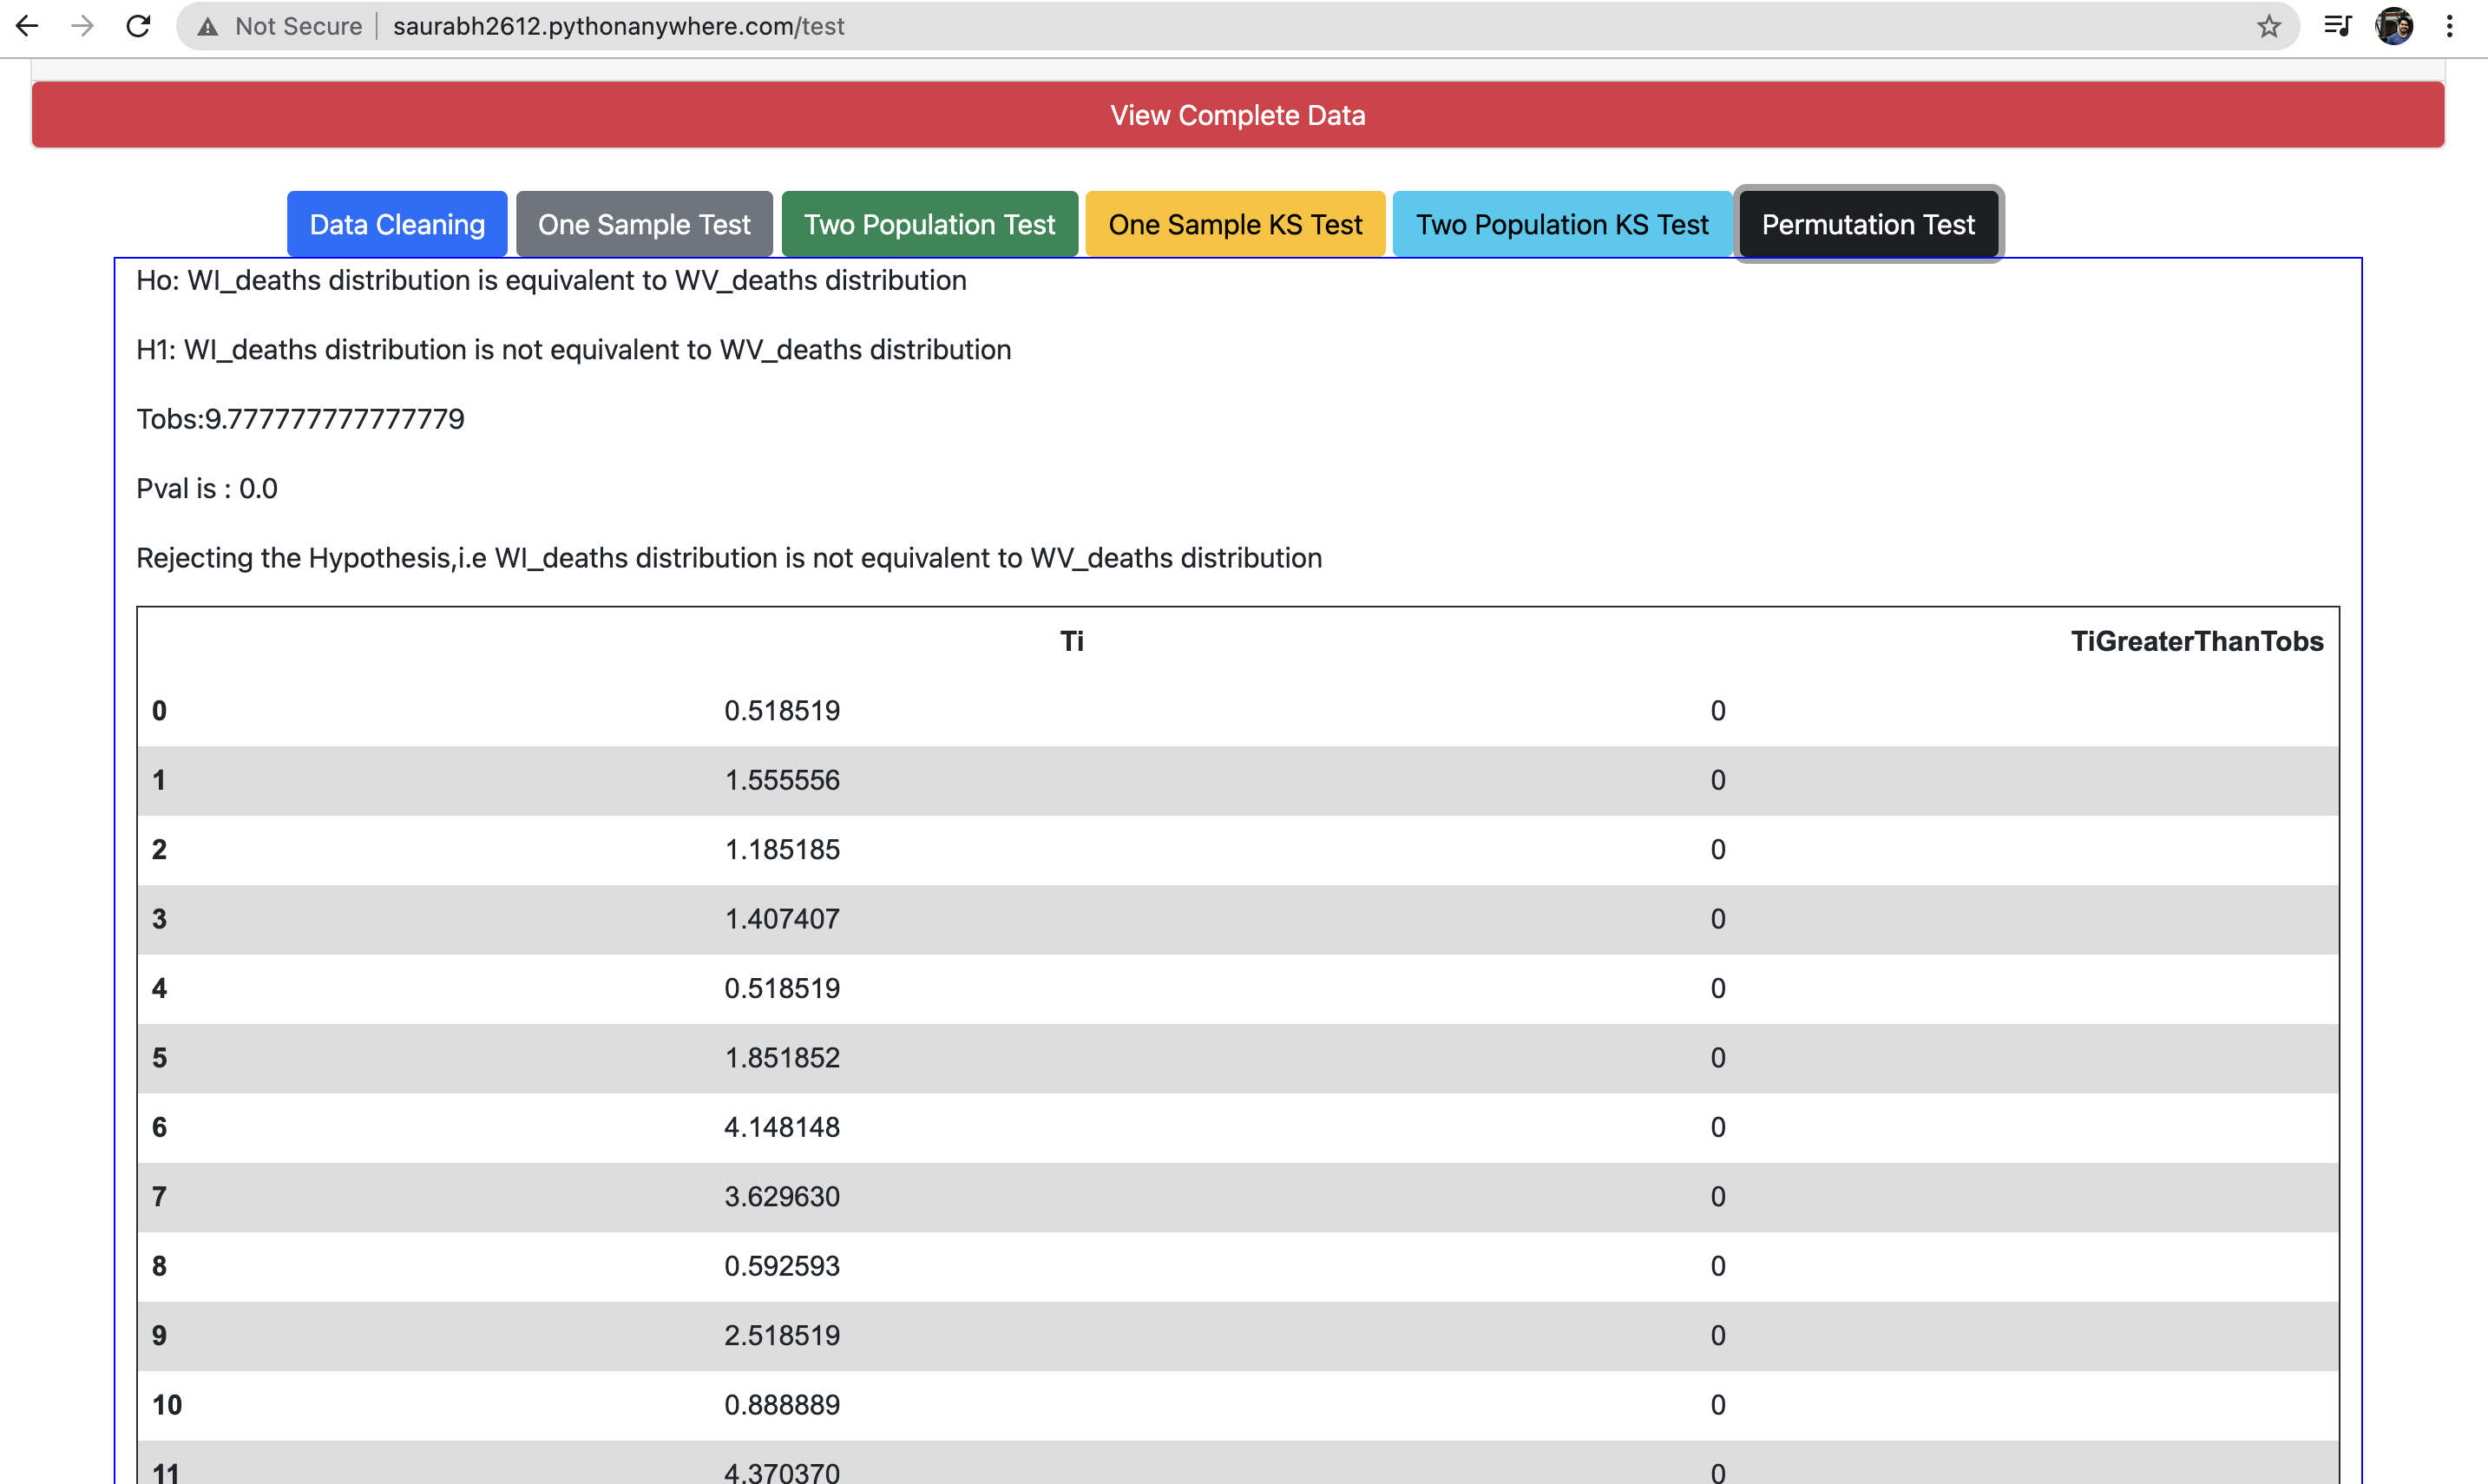 Not Secure saurabh2612.pythonanywhere.com/test
View Complete Data
Data Cleaning One Sample Test Two Population Test One Sample KS Test Two Population KS Test Permutation Test
Ho: WI_deaths distribution is equivalent to WV_deaths distribution
H1: WI_deaths distribution is not equivalent to WV_deaths distribution
Tobs:9.777777777777779
Pval is : 0.0
Rejecting the Hypothesis,i.e WI_deaths distribution is not equivalent to WV_deaths distribution
Ti TiGreaterThanTobs
0 0.518519 0
1 1.555556 0
2 1.185185 0
3 1.407407 0
4 0.518519 0
5 1.851852 0
6 4.148148 0
7 3.629630 0
8 0.592593 0
9 2.518519 0
10 0.888889 0
11 4.370370 0